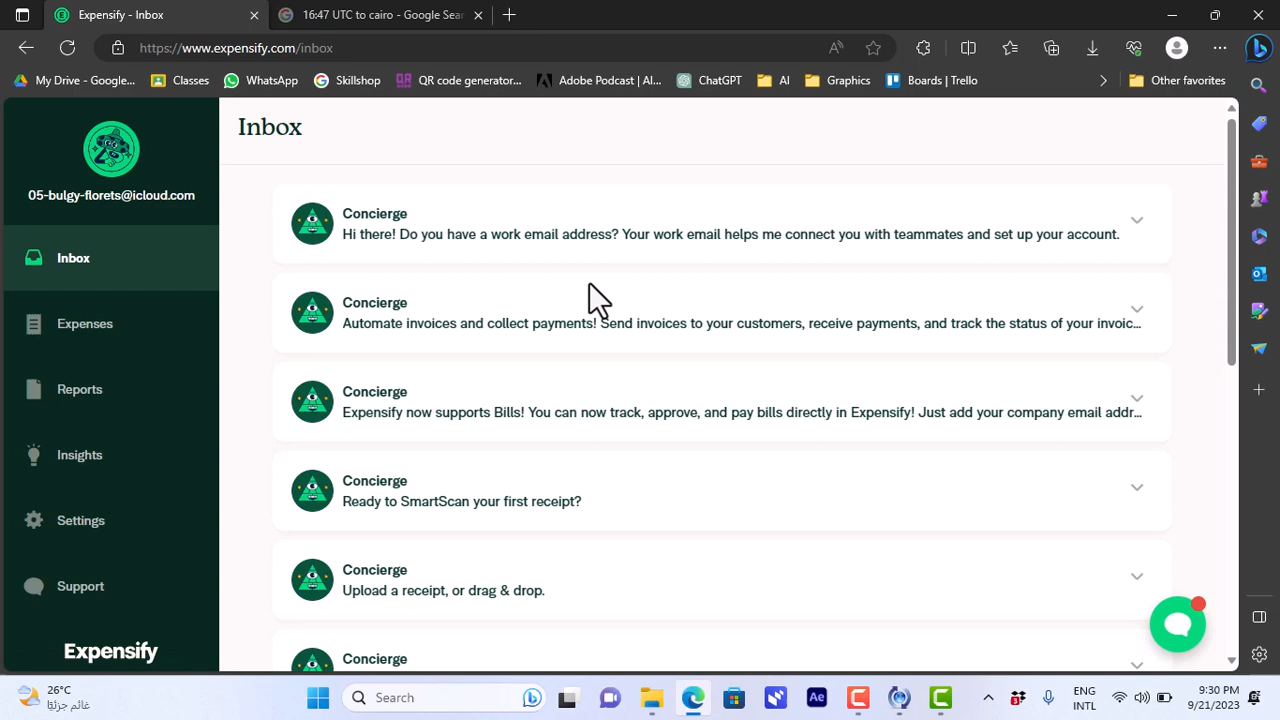 Expensify - Inbox
16:47 UTC to cairo - Google Sear
https://www.expensify.com/inbox
My Drive - Google...
Classes
WhatsApp
Skillshop
QR code generator...
Adobe Podcast | AI...
ChatGPT
AI
Graphics
Boards | Trello
Other favorites
05-bulgy-florets@icloud.com
Inbox
Expenses
Reports
Insights
Settings
Support
Expensify
Inbox
Concierge
Hi there! Do you have a work email address? Your work email helps me connect you with teammates and set up your account.
Concierge
Automate invoices and collect payments! Send invoices to your customers, receive payments, and track the status of your invoic...
Concierge
Expensify now supports Bills! You can now track, approve, and pay bills directly in Expensify! Just add your company email addr...
Concierge
Ready to SmartScan your first receipt?
Concierge
Upload a receipt, or drag & drop.
Concierge
26°C
غائم جزئيًا
Search
ENG
INTL
9:30 PM
9/21/2023